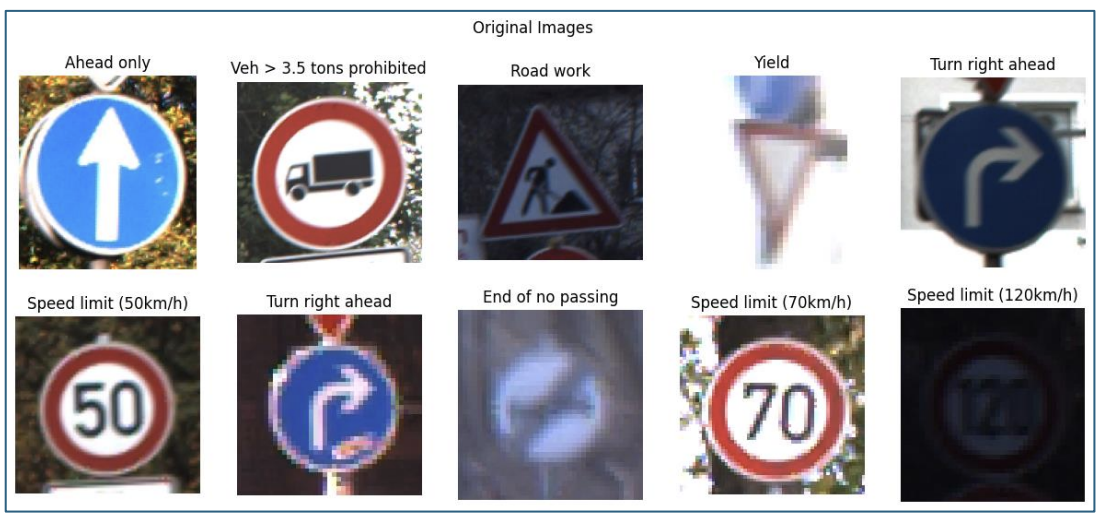 Original Images
Ahead only
Veh > 3.5 tons prohibited
Road work
Yield
Turn right ahead
Speed limit (50km/h)
Turn right ahead
End of no passing
Speed limit (70km/h)
Speed limit (120km/h)
50
70
120